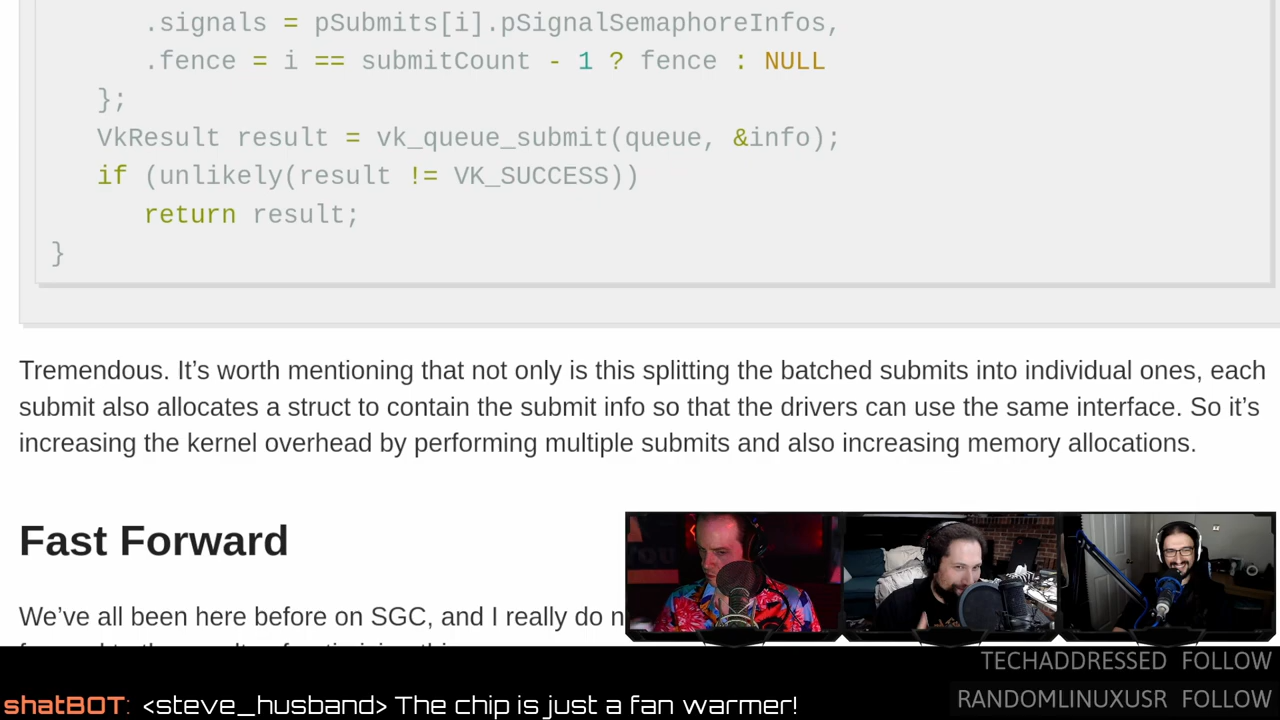 .signals = pSubmits[i].pSignalSemaphoreInfos,
.fence = i == submitCount - 1 ? fence : NULL
};
VkResult result = vk_queue_submit(queue, &info);
if (unlikely(result != VK_SUCCESS))
return result;
}
Tremendous. It’s worth mentioning that not only is this splitting the batched submits into individual ones, each
submit also allocates a struct to contain the submit info so that the drivers can use the same interface. So it’s
increasing the kernel overhead by performing multiple submits and also increasing memory allocations.
Fast Forward
We’ve all been here before on SGC, and I really do
TECHADDRESSED FOLLOW
RANDOMLINUXUSR FOLLOW
shatBOT: <steve_husband> The chip is just a fan warmer!